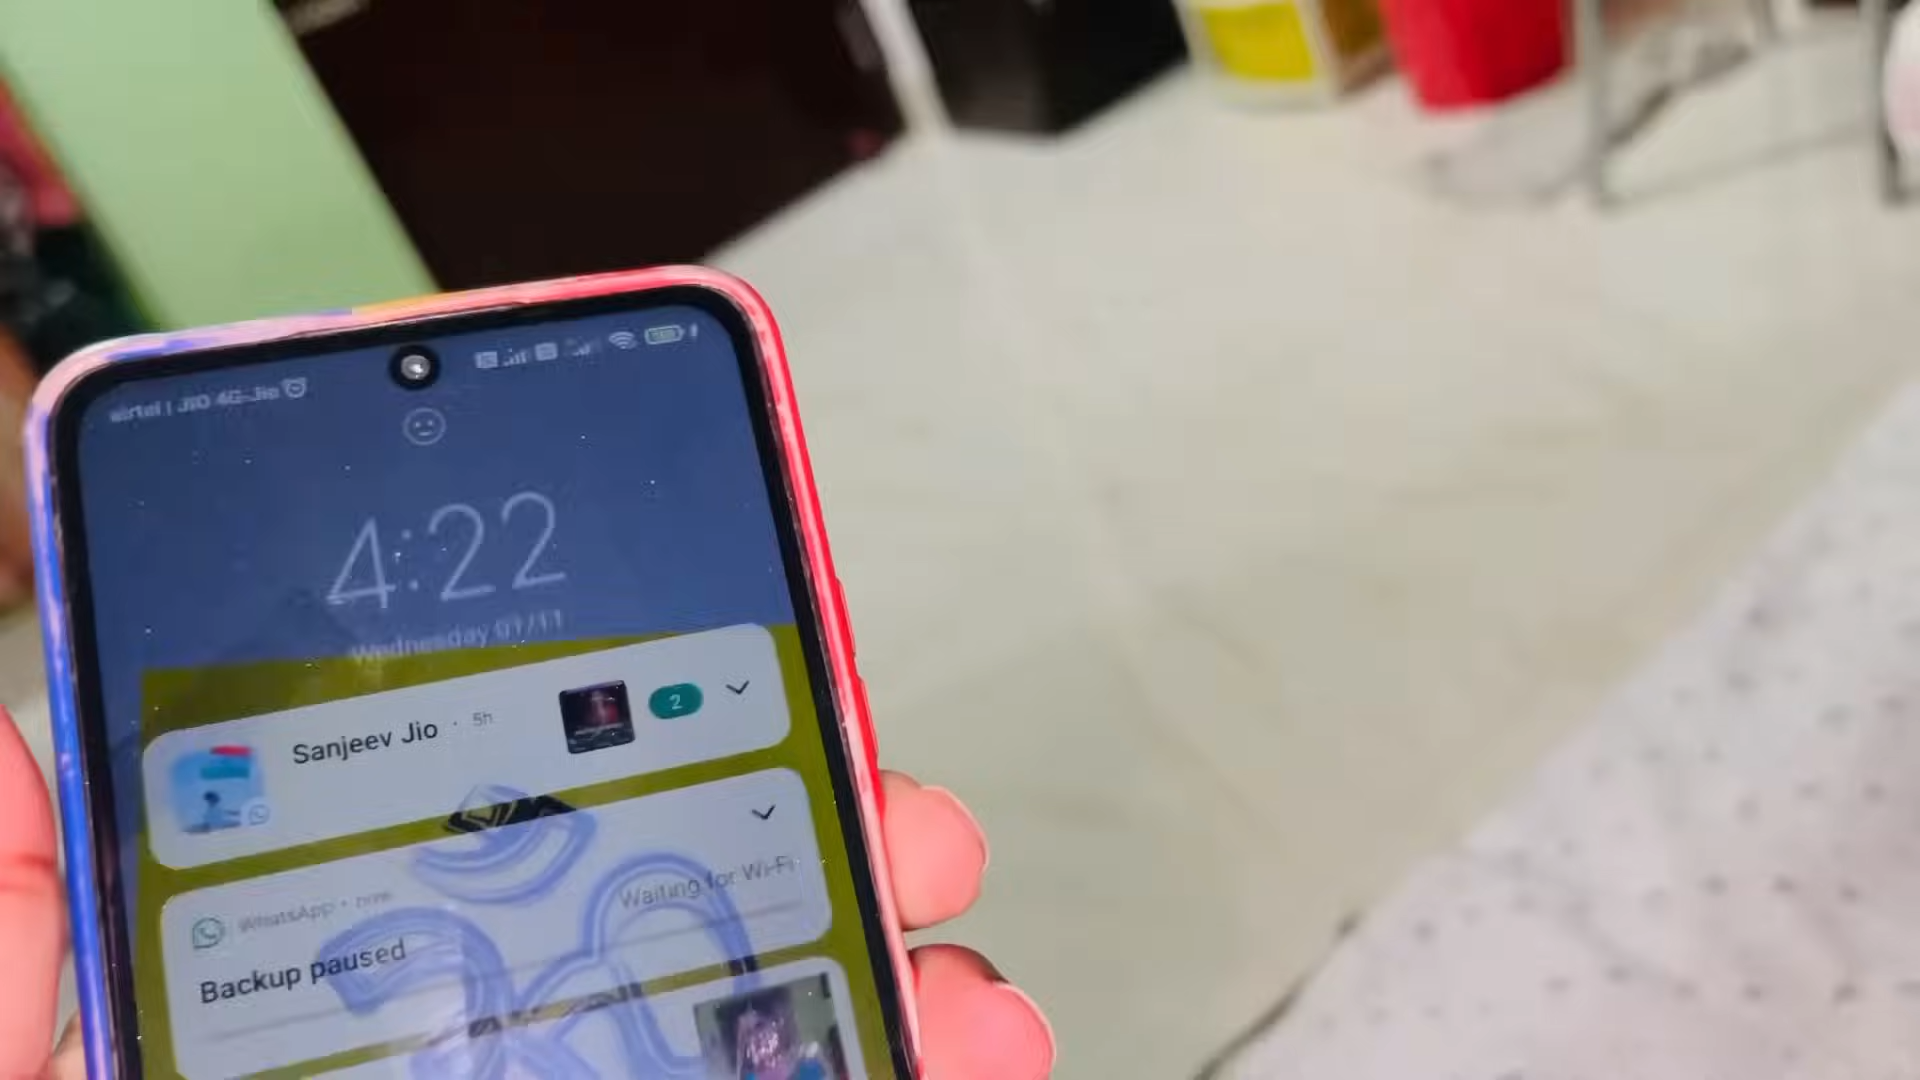 airtel | JIO 4G-Jio
4:22
Wednesday 01/11
Sanjeev Jio · 5h
2
WhatsApp · now
Waiting for Wi-Fi
Backup paused